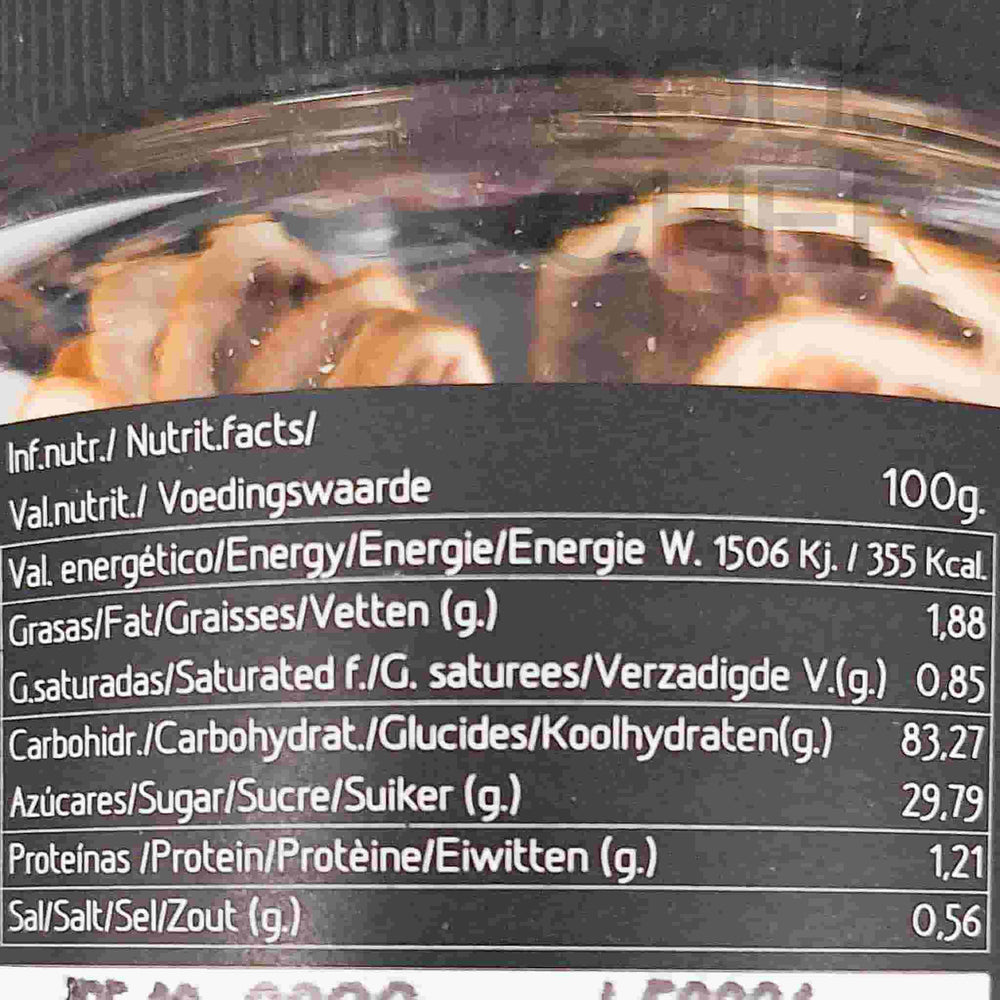 Inf.nutr./ Nutrit.facts/
Val.nutrit./ Voedingswaarde 100g.
Val. energético/Energy/Energie/Energie W. 1506 Kj. / 355 Kcal.
Grasas/Fat/Graisses/Vetten (g.) 1,88
G.saturadas/Saturated f./G. saturees/Verzadigde V.(g.) 0,85
Carbohidr./Carbohydrat./Glucides/Koolhydraten(g.) 83,27
Azúcares/Sugar/Sucre/Suiker (g.) 29,79
Proteínas /Protein/Protèine/Eiwitten (g.) 1,21
Sal/Salt/Sel/Zout (g.) 0,56